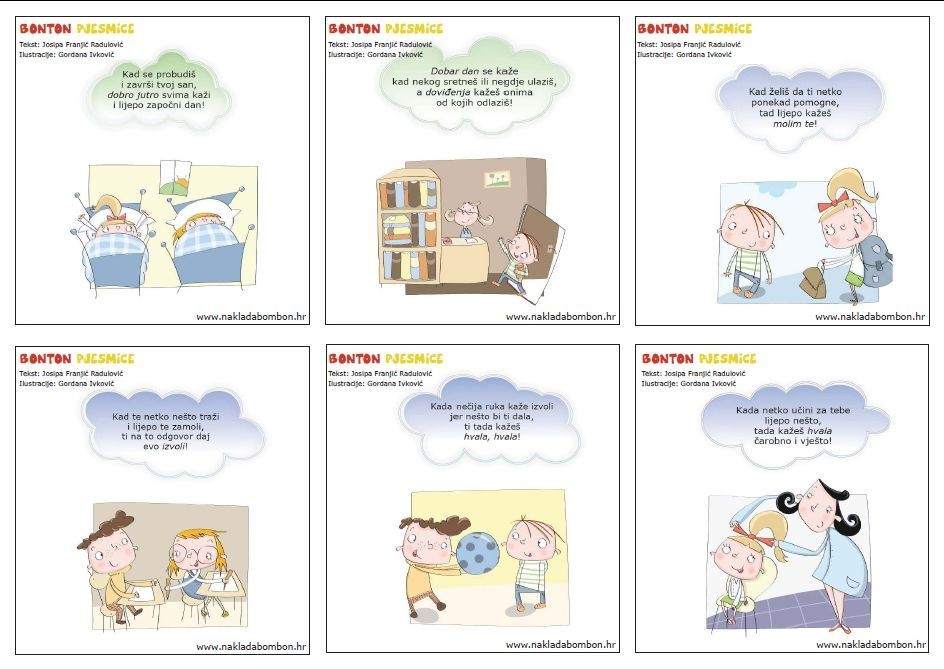 BONTON PJESMICE
Tekst: Josipa Franjić Radulović
Ilustracije: Gordana Ivković
Kad se probudiš
i završi tvoj san,
dobro jutro svima kaži
i lijepo započni dan!
www.nakladabombon.hr
BONTON PJESMICE
Tekst: Josipa Franjić Radulović
Ilustracije: Gordana Ivković
Dobar dan se kaže
kad nekog sretneš ili negdje ulaziš,
a doviđenja kažeš onima
od kojih odlaziš!
www.nakladabombon.hr
BONTON PJESMICE
Tekst: Josipa Franjić Radulović
Ilustracije: Gordana Ivković
Kad želiš da ti netko
ponekad pomogne,
tad lijepo kažeš
molim te!
www.nakladabombon.hr
BONTON PJESMICE
Tekst: Josipa Franjić Radulović
Ilustracije: Gordana Ivković
Kad te netko nešto traži
i lijepo te zamoli,
ti na to odgovor daj
evo izvoli!
www.nakladabombon.hr
BONTON PJESMICE
Tekst: Josipa Franjić Radulović
Ilustracije: Gordana Ivković
Kada nečija ruka kaže izvoli
jer nešto bi ti dala,
ti tada kažeš
hvala, hvala!
www.nakladabombon.hr
BONTON PJESMICE
Tekst: Josipa Franjić Radulović
Ilustracije: Gordana Ivković
Kada netko učini za tebe
lijepo nešto,
tada kažeš hvala
čarobno i vješto!
www.nakladabombon.hr